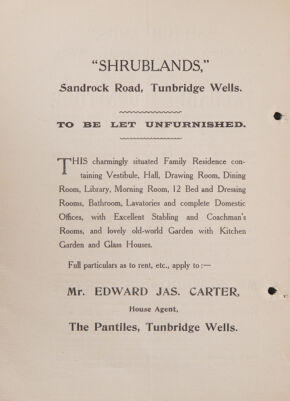 "SHRUBLANDS,"
Sandrock Road, Tunbridge Wells.
TO BE LET UNFURNISHED.
THIS charmingly situated Family Residence con-
taining Vestibule, Hall, Drawing Room, Dining
Room, Library, Morning Room, 12 Bed and Dressing
Rooms, Bathroom, Lavatories and complete Domestic
Offices, with Excellent Stabling and Coachman's
Rooms, and lovely old-world Garden with Kitchen
Garden and Glass Houses.
Full particulars as to rent, etc., apply to :—
Mr. EDWARD JAS. CARTER,
House Agent,
The Pantiles, Tunbridge Wells.